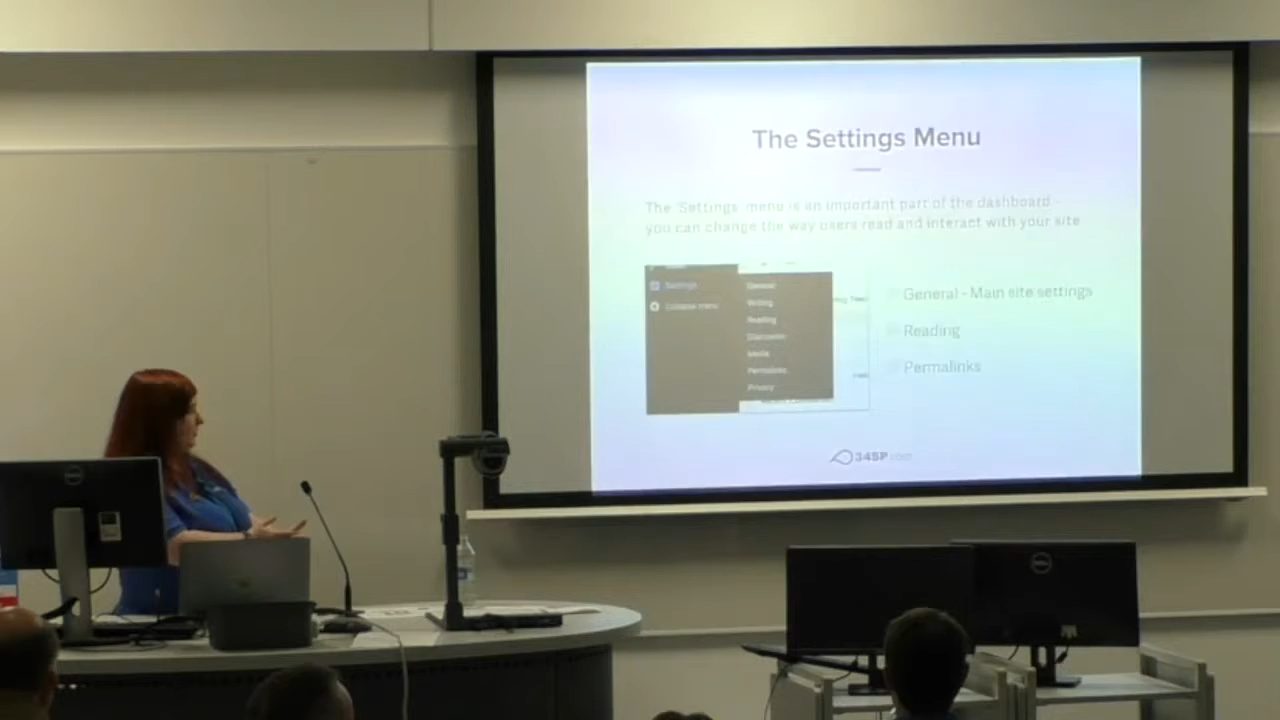 The Settings Menu
The 'Settings' menu is an important part of the dashboard -
you can change the way users read and interact with your site
Settings
Collapse menu
General
Writing
Reading
Discussion
Media
Permalinks
Privacy
General - Main site settings
Reading
Permalinks
34SP.com
DELL
DELL